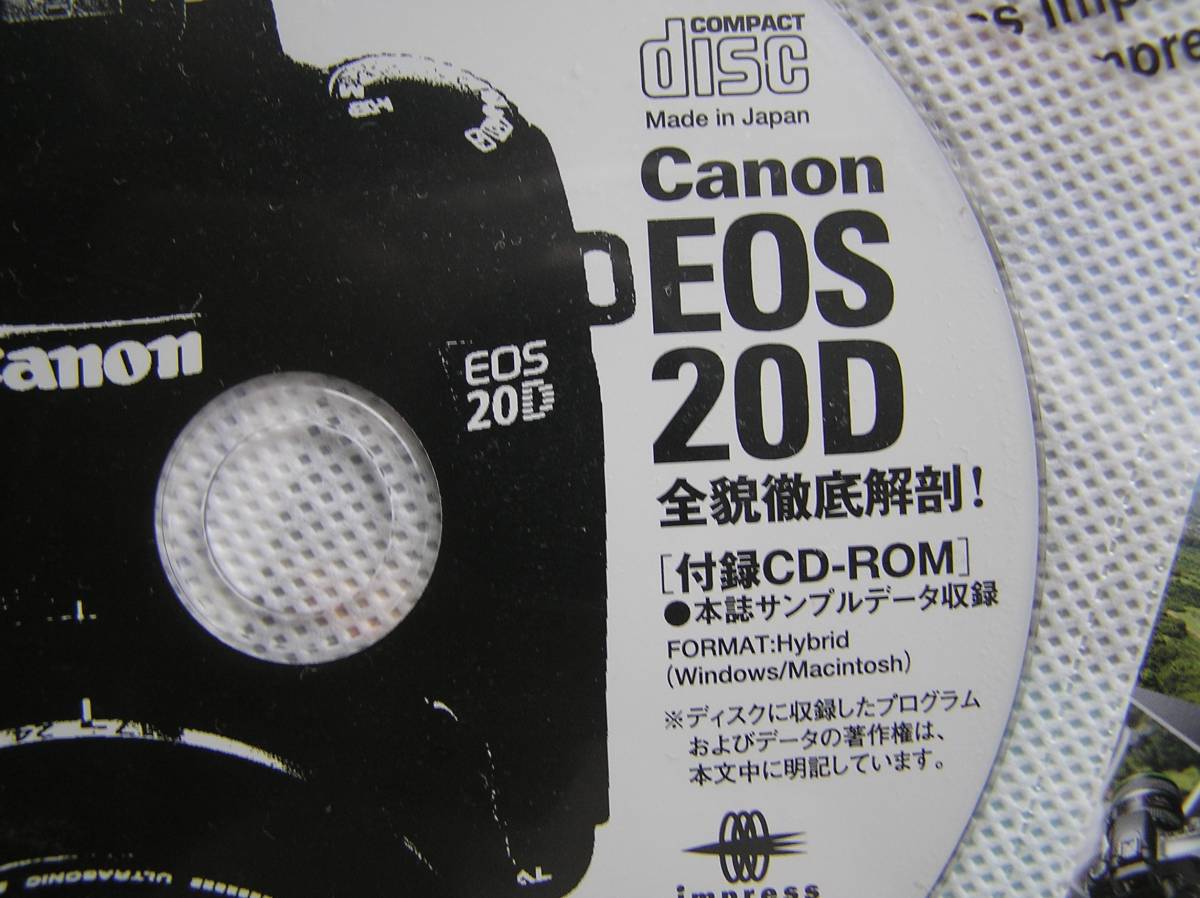 COMPACT
disc
Made in Japan
Canon
EOS
20D
全貌徹底解剖!
[付録CD-ROM]
●本誌サンプルデータ収録
FORMAT:Hybrid
(Windows/Macintosh)
※ディスクに収録したプログラム
およびデータの著作権は、
本文中に明記しています。
impress
canon
EOS
20D
24
ULTRASONIC